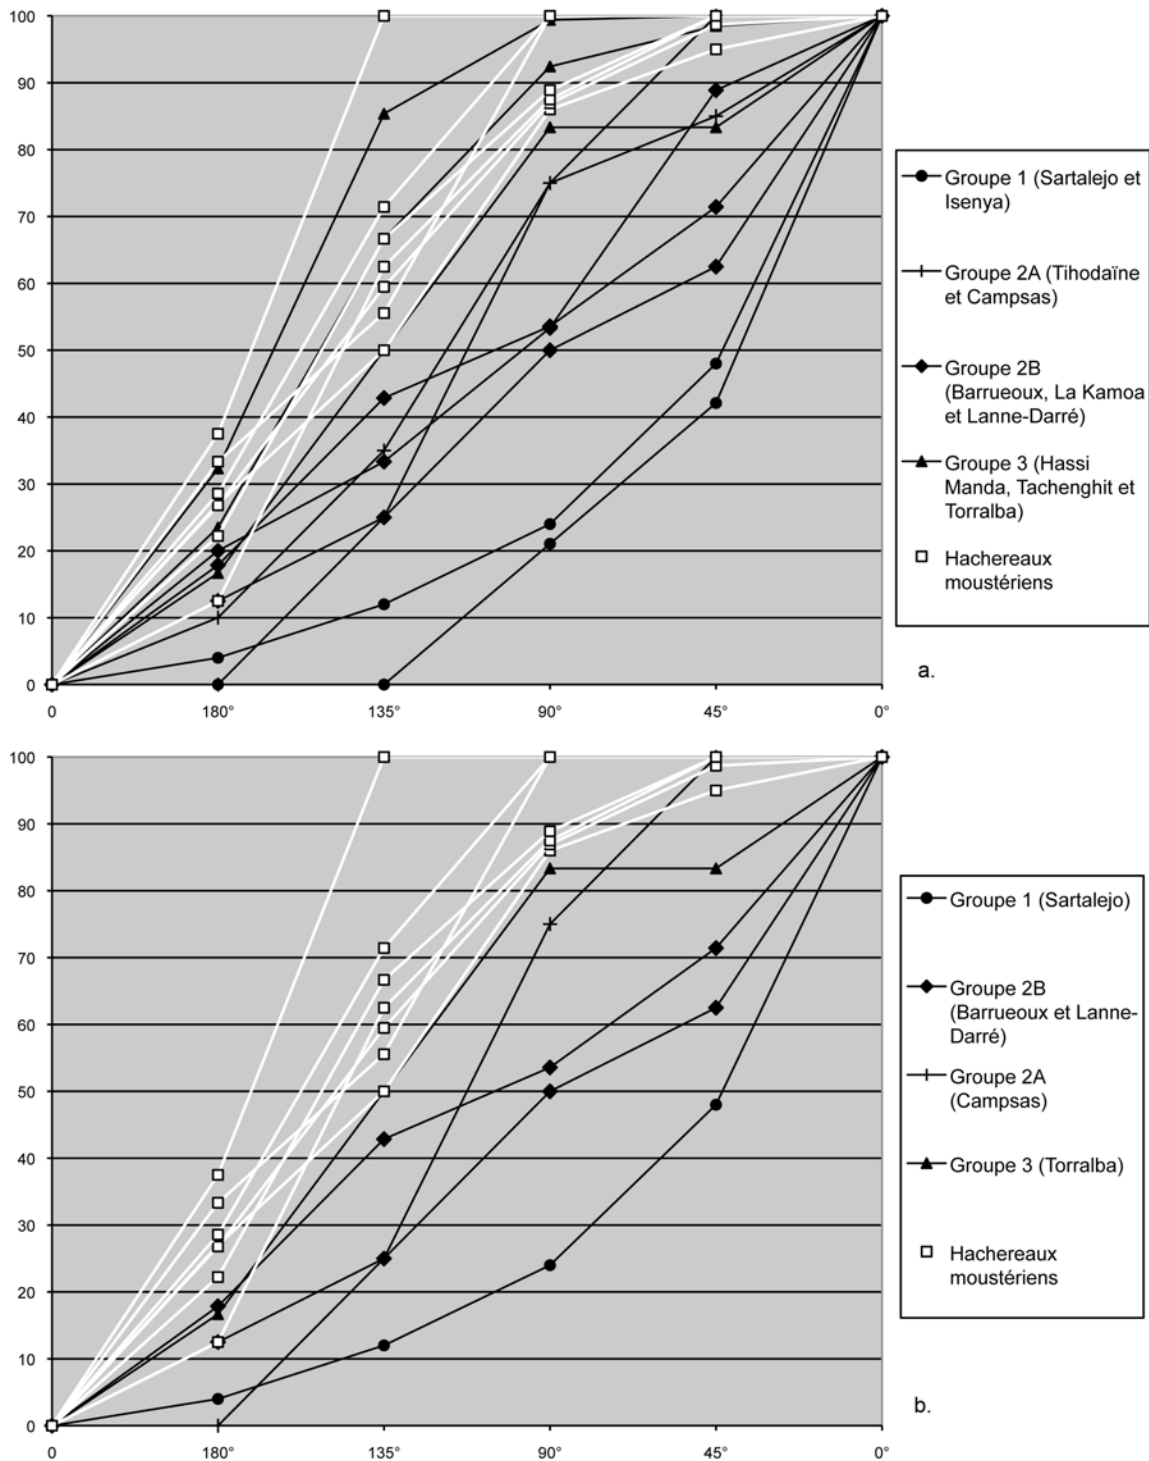 100
90
80
70
60
50
40
30
20
10
0
0 180° 135° 90° 45° 0°
Groupe 1 (Sartalejo et
Isenya)
Groupe 2A (Tihodaïne
et Campsas)
Groupe 2B
(Barrueoux, La Kamoa
et Lanne-Darré)
Groupe 3 (Hassi
Manda, Tachenghit et
Torralba)
Hachereaux
moustériens
a.
100
90
80
70
60
50
40
30
20
10
0
0 180° 135° 90° 45° 0°
Groupe 1 (Sartalejo)
Groupe 2B
(Barrueoux et Lanne-
Darré)
Groupe 2A
(Campsas)
Groupe 3 (Torralba)
Hachereaux
moustériens
b.